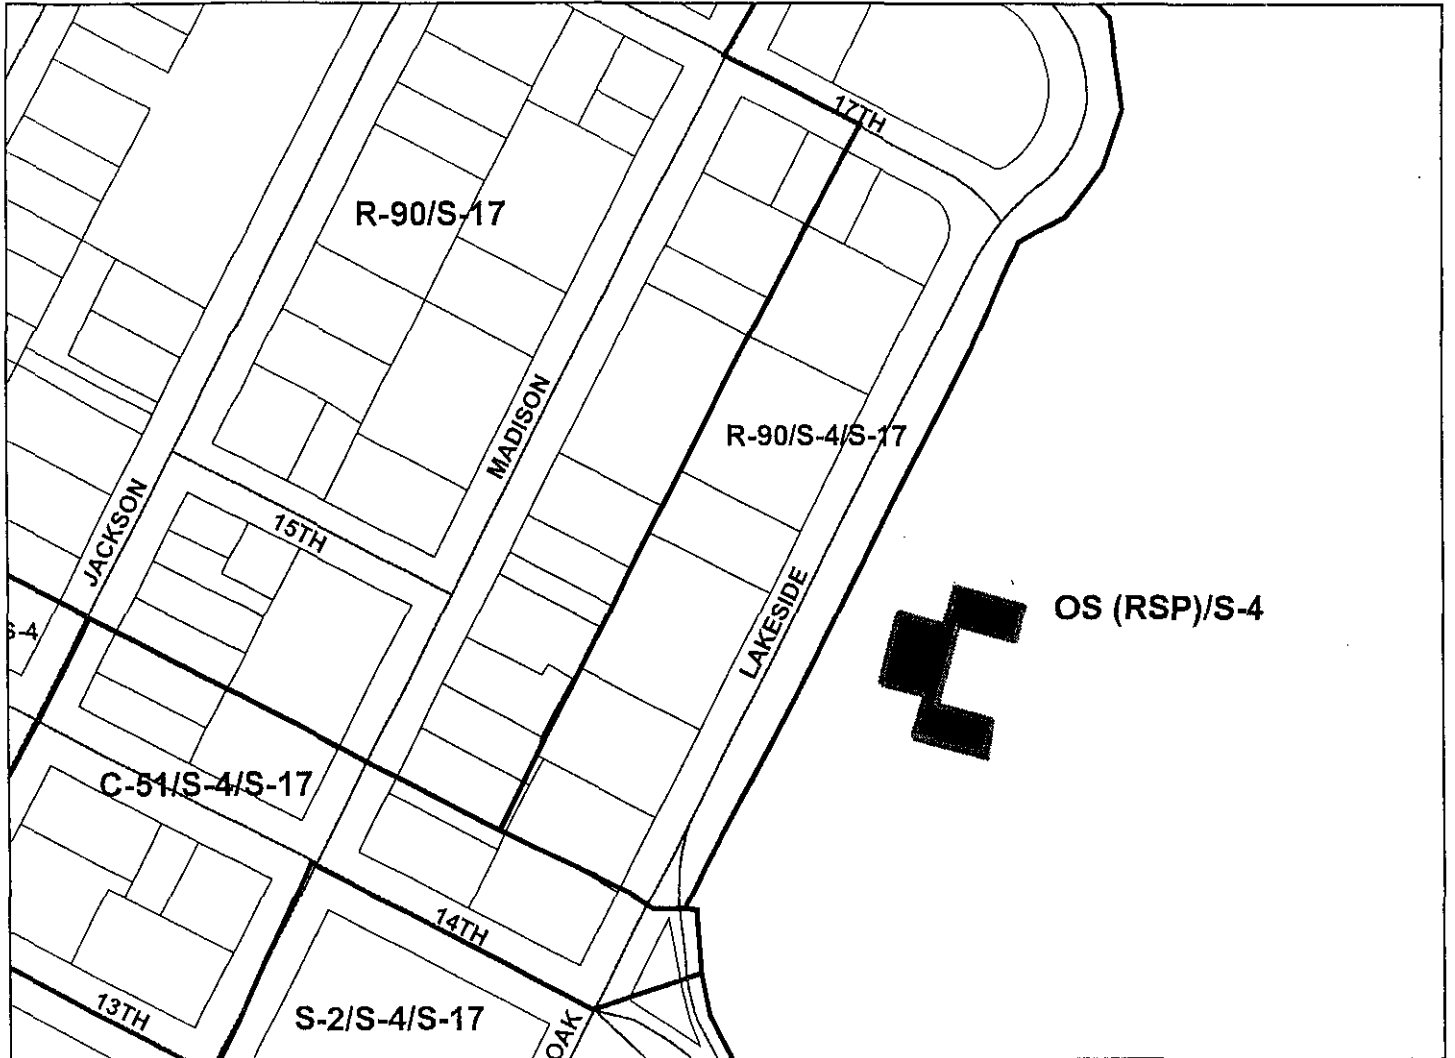 17TH
R-90/S-17
MADISON
R-90/S-4/S-17
JACKSON
15TH
LAKESIDE
OS (RSP)/S-4
S-4
C-51/S-4/S-17
14TH
13TH
S-2/S-4/S-17
OAK